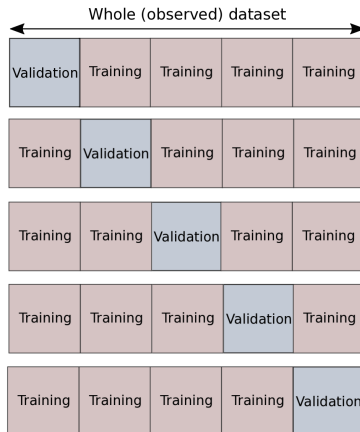 Whole (observed) dataset
Validation Training Training Training Training
Training Validation Training Training Training
Training Training Validation Training Training
Training Training Training Validation Training
Training Training Training Training Validation